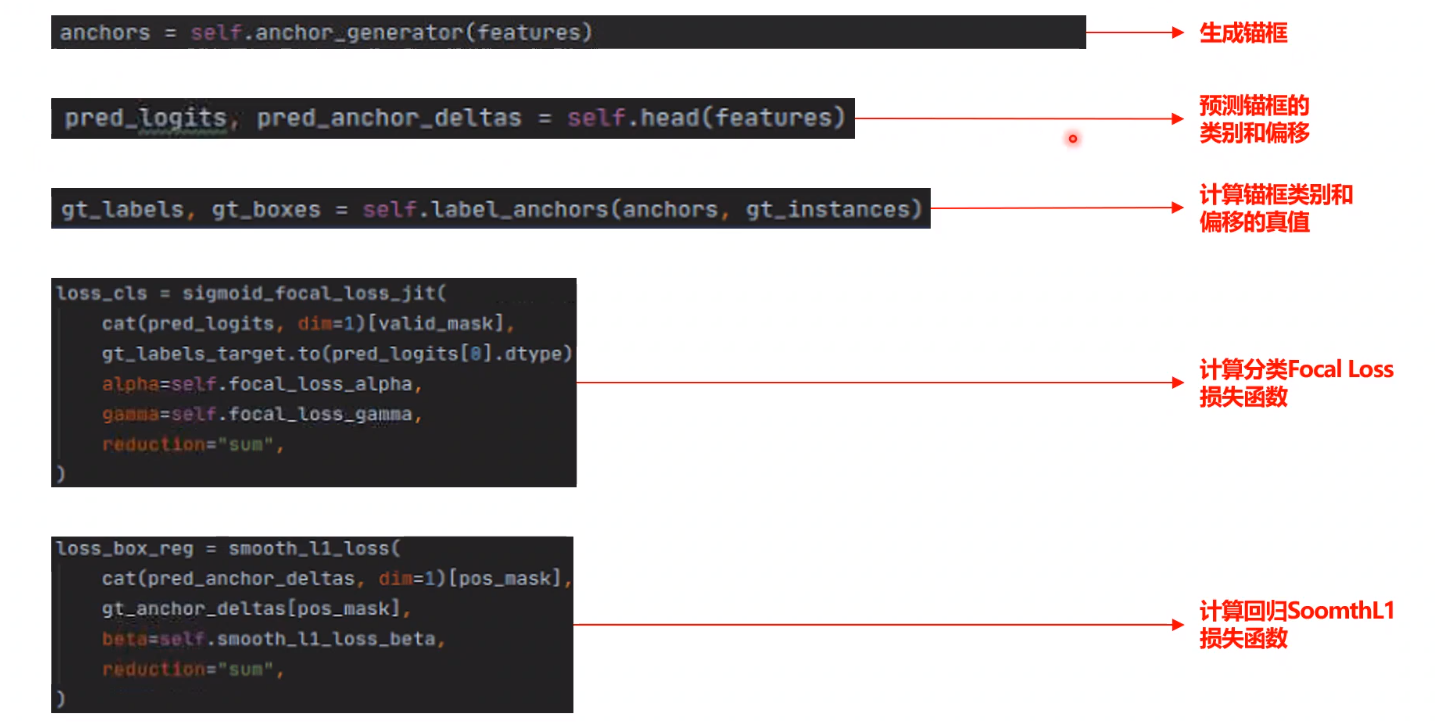 anchors = self.anchor_generator(features)
生成锚框
pred_logits, pred_anchor_deltas = self.head(features)
预测锚框的
类别和偏移
gt_labels, gt_boxes = self.label_anchors(anchors, gt_instances)
计算锚框类别和
偏移的真值
loss_cls = sigmoid_focal_loss_jit(
cat(pred_logits, dim=1)[valid_mask],
gt_labels_target.to(pred_logits[0].dtype)
alpha=self.focal_loss_alpha,
gamma=self.focal_loss_gamma,
reduction="sum",
)
计算分类Focal Loss
损失函数
loss_box_reg = smooth_l1_loss(
cat(pred_anchor_deltas, dim=1)[pos_mask],
gt_anchor_deltas[pos_mask],
beta=self.smooth_l1_loss_beta,
reduction="sum",
)
计算回归SoomthL1
损失函数